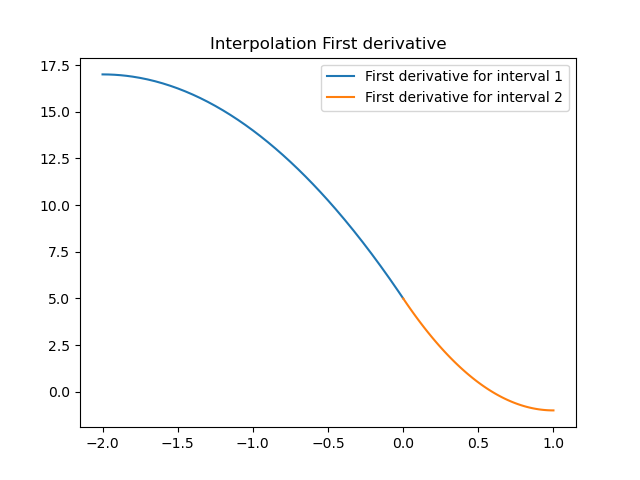 Interpolation First derivative
First derivative for interval 1
First derivative for interval 2
17.5
15.0
12.5
10.0
7.5
5.0
2.5
0.0
−2.0 −1.5 −1.0 −0.5 0.0 0.5 1.0